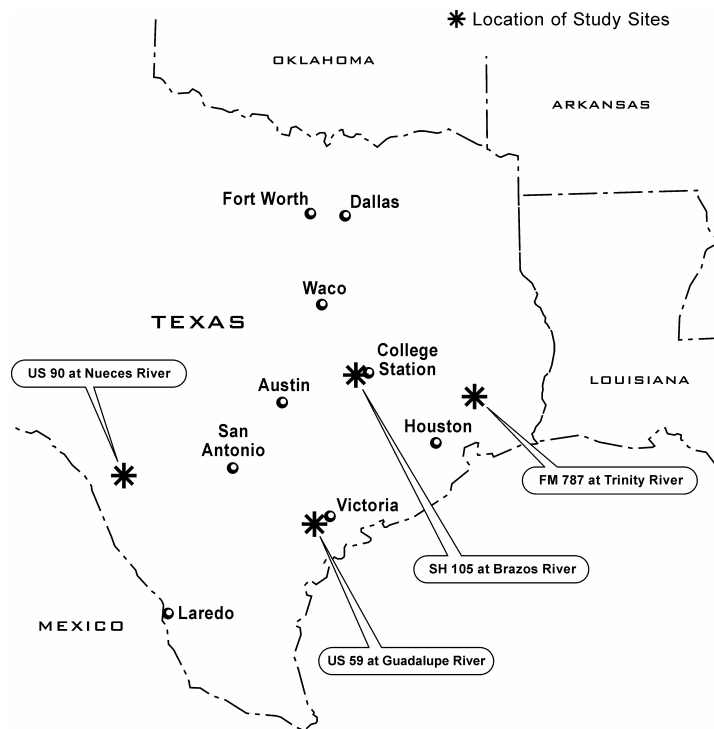 Location of Study Sites
OKLAHOMA
ARKANSAS
Fort Worth
Dallas
Waco
TEXAS
College
Station
US 90 at Nueces River
LOUISIANA
Austin
San
Antonio
Houston
FM 787 at Trinity River
Victoria
SH 105 at Brazos River
Laredo
MEXICO
US 59 at Guadalupe River